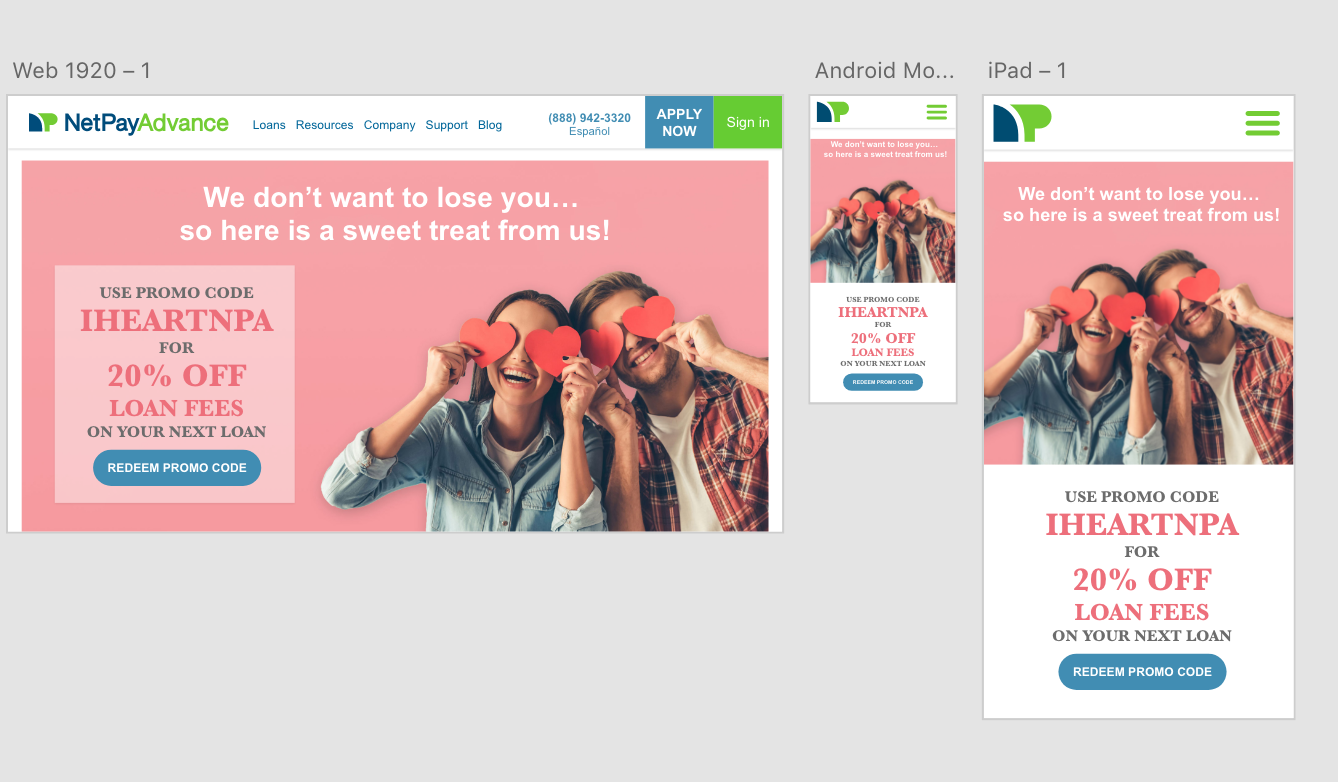 Web 1920 – 1
NetPayAdvance
Loans Resources Company Support Blog
(888) 942-3320
Español
APPLY
NOW
Sign in
We don't want to lose you…
so here is a sweet treat from us!
USE PROMO CODE
IHEARTNPA
FOR
20% OFF
LOAN FEES
ON YOUR NEXT LOAN
REDEEM PROMO CODE
Android Mo...
We don't want to lose you…
so here is a sweet treat from us!
USE PROMO CODE
IHEARTNPA
FOR
20% OFF
LOAN FEES
ON YOUR NEXT LOAN
REDEEM PROMO CODE
iPad – 1
We don't want to lose you…
so here is a sweet treat from us!
USE PROMO CODE
IHEARTNPA
FOR
20% OFF
LOAN FEES
ON YOUR NEXT LOAN
REDEEM PROMO CODE